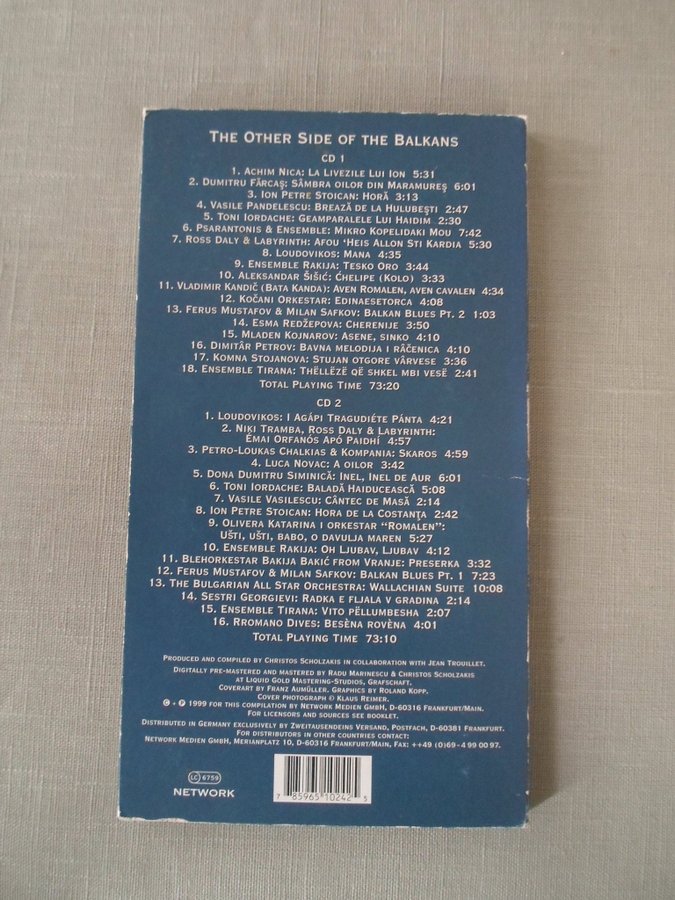 THE OTHER SIDE OF THE BALKANS
CD 1
1. ACHIM NICA: LA LIVEZILE LUI ION 5:31
2. DUMITRU FĂRCAŞ: SÂMBRA OILOR DIN MARAMUREŞ 6:01
3. ION PETRE STOICAN: HORĂ 3:13
4. VASILE PANDELESCU: BREAZĂ DE LA HULUBEŞTI 2:47
5. TONI IORDACHE: GEAMPARALELE LUI HAIDIM 2:30
6. PSARANTONIS & ENSEMBLE: MIKRO KOPELIDAKI MOU 7:42
7. ROSS DALY & LABYRINTH: AFOU 'HEIS ALLON STI KARDIA 5:30
8. LOUDOVIKOS: MANA 4:35
9. ENSEMBLE RAKIJA: TESKO ORO 3:44
10. ALEKSANDAR ŠIŠIĆ: ĆHELIPE (KOLO) 3:33
11. VLADIMIR KANDIČ (BATA KANDA): AVEN ROMALEN, AVEN CAVALEN 4:34
12. KOČANI ORKESTAR: EDINAESETORCA 4:08
13. FERUS MUSTAFOV & MILAN SAFKOV: BALKAN BLUES PT. 2 1:03
14. ESMA REDŽEPOVA: CHERENIJE 3:50
15. MLADEN KOJNAROV: ASENE, SINKO 4:10
16. DIMITÂR PETROV: BAVNA MELODIJA I RÂČENICA 4:10
17. KOMNA STOJANOVA: STUJAN OTGORE VÂRVESE 3:36
18. ENSEMBLE TIRANA: THËLLËZË QË SHKEL MBI VESË 2:41
TOTAL PLAYING TIME 73:20
CD 2
1. LOUDOVIKOS: I AGÁPI TRAGUDIÉTE PÁNTA 4:21
2. NIKI TRAMBA, ROSS DALY & LABYRINTH:
ÉMAI ORFANÓS APÓ PAIDHÍ 4:57
3. PETRO-LOUKAS CHALKIAS & KOMPANIA: SKAROS 4:59
4. LUCA NOVAC: A OILOR 3:42
5. DONA DUMITRU SIMINICĂ: INEL, INEL DE AUR 6:01
6. TONI IORDACHE: BALADĂ HAIDUCEASCĂ 5:08
7. VASILE VASILESCU: CÂNTEC DE MASĂ 2:14
8. ION PETRE STOICAN: HORA DE LA COSTANŢA 2:42
9. OLIVERA KATARINA I ORKESTAR "ROMALEN":
UŠTI, UŠTI, BABO, O DAVULJA MAREN 5:27
10. ENSEMBLE RAKIJA: OH LJUBAV, LJUBAV 4:12
11. BLEHORKESTAR BAKIJA BAKIĆ FROM VRANJE: PRESERKA 3:32
12. FERUS MUSTAFOV & MILAN SAFKOV: BALKAN BLUES PT. 1 7:23
13. THE BULGARIAN ALL STAR ORCHESTRA: WALLACHIAN SUITE 10:08
14. SESTRI GEORGIEVI: RADKA E FLJALA V GRADINA 2:14
15. ENSEMBLE TIRANA: VITO PËLLUMBESHA 2:07
16. RROMANO DIVES: BESÈNA ROVÈNA 4:01
TOTAL PLAYING TIME 73:10
PRODUCED AND COMPILED BY CHRISTOS SCHOLZAKIS IN COLLABORATION WITH JEAN TROUILLET.
DIGITALLY PRE-MASTERED AND MASTERED BY RADU MARINESCU & CHRISTOS SCHOLZAKIS
AT LIQUID GOLD MASTERING-STUDIOS, GRAFSCHAFT.
COVERART BY FRANZ AUMÜLLER. GRAPHICS BY ROLAND KOPP.
COVER PHOTOGRAPH © KLAUS REIMER.
© + ℗ 1999 FOR THIS COMPILATION BY NETWORK MEDIEN GMBH, D-60316 FRANKFURT/MAIN.
FOR LICENSORS AND SOURCES SEE BOOKLET.
DISTRIBUTED IN GERMANY EXCLUSIVELY BY ZWEITAUSENDEINS VERSAND, POSTFACH, D-60381 FRANKFURT.
FOR DISTRIBUTORS IN OTHER COUNTRIES CONTACT:
NETWORK MEDIEN GMBH, MERIANPLATZ 10, D-60316 FRANKFURT/MAIN, FAX: ++49 (0)69-4 99 00 97.
LC 6759
NETWORK
7 85965 10242 5